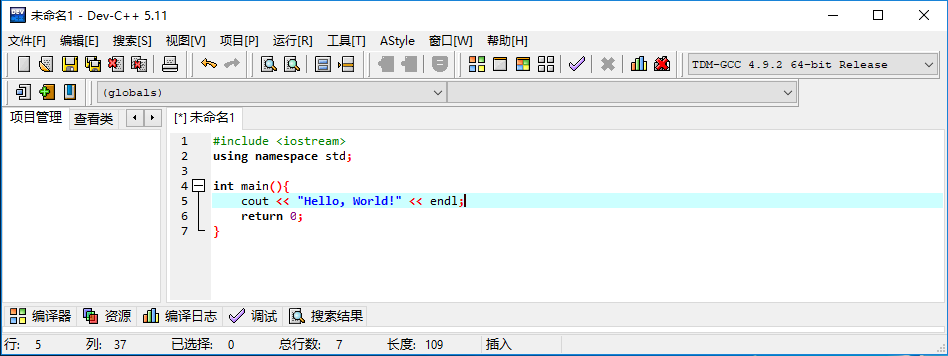 未命名1 - Dev-C++ 5.11
文件[F] 编辑[E] 搜索[S] 视图[V] 项目[P] 运行[R] 工具[T] AStyle 窗口[W] 帮助[H]
TDM-GCC 4.9.2 64-bit Release
(globals)
项目管理 查看类 [*] 未命名1
1 #include <iostream>
2 using namespace std;
3
4 int main(){
5 cout << "Hello, World!" << endl;
6 return 0;
7 }
编译器 资源 编译日志 调试 搜索结果
行: 5 列: 37 已选择: 0 总行数: 7 长度: 109 插入